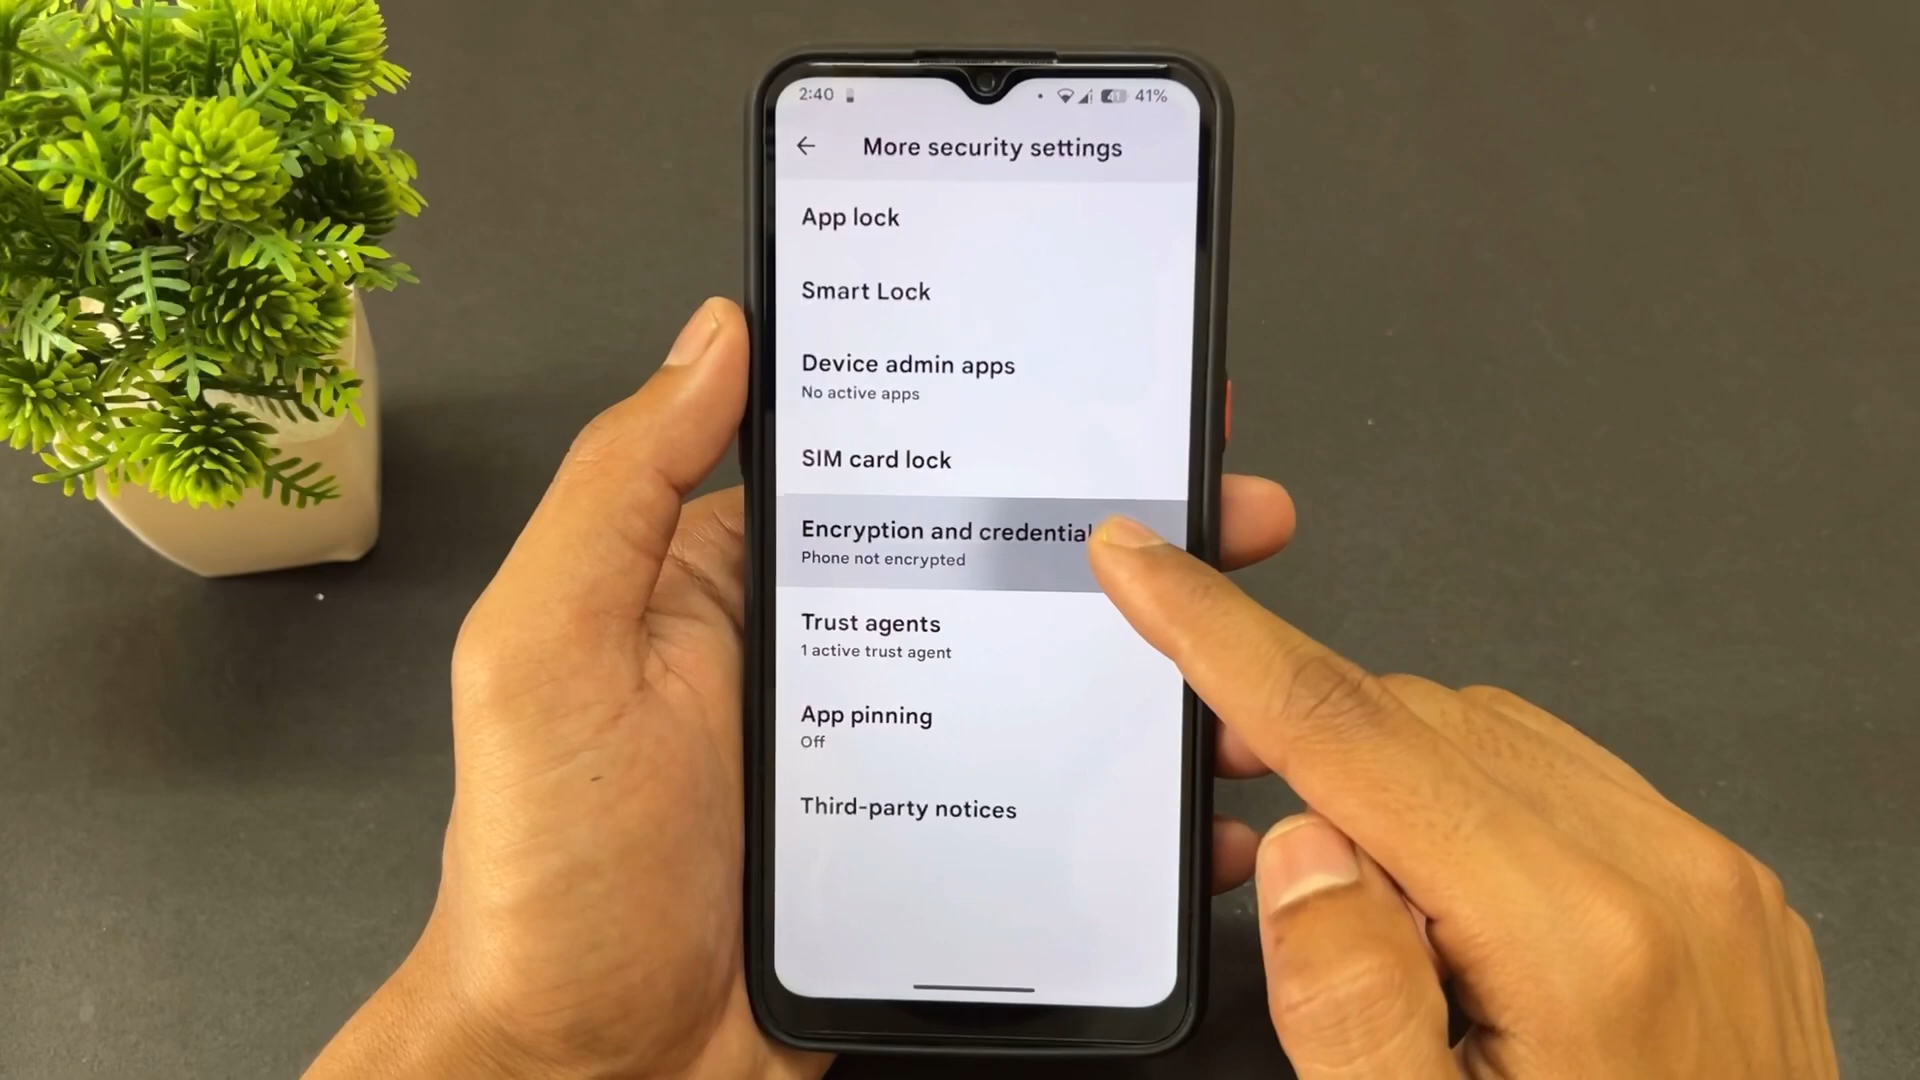 2:40 41 41%
More security settings
App lock
Smart Lock
Device admin apps
No active apps
SIM card lock
Encryption and credential
Phone not encrypted
Trust agents
1 active trust agent
App pinning
Off
Third-party notices